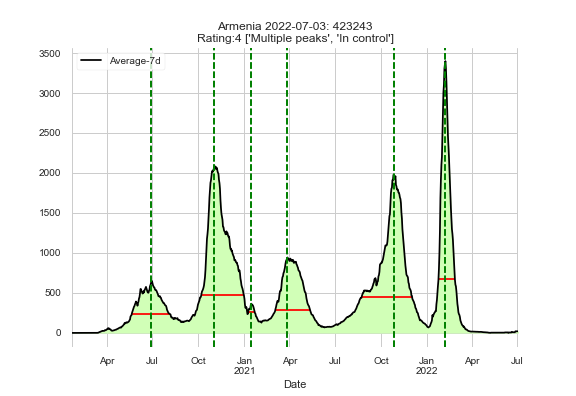 Armenia 2022-07-03: 423243
Rating:4 ['Multiple peaks', 'In control']
Average-7d
3500
3000
2500
2000
1500
1000
500
0
Apr Jul Oct Jan Apr Jul Oct Jan Apr Jul
2021 2022
Date